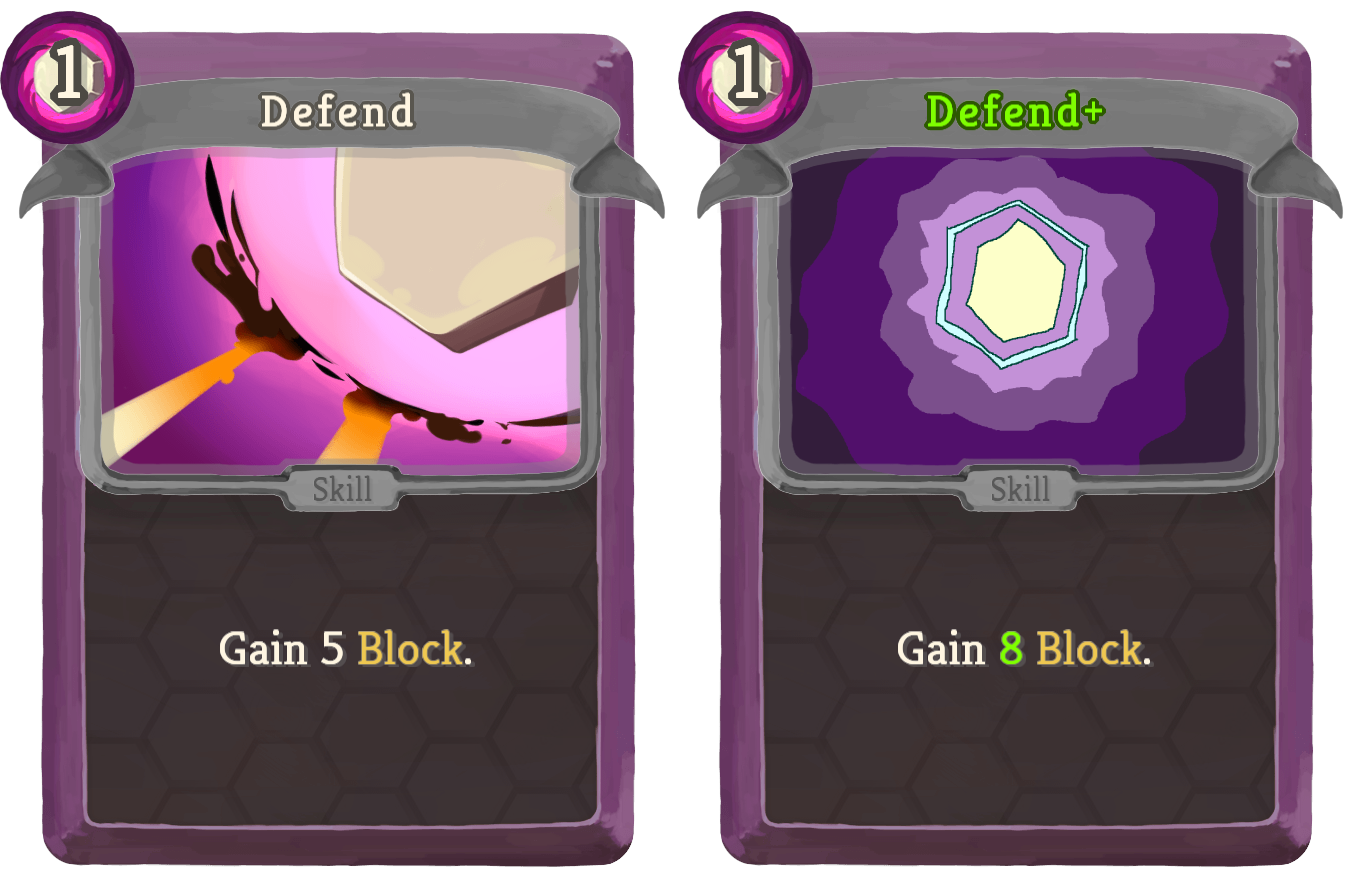 1
Defend
Skill
Gain 5 Block.
1
Defend+
Skill
Gain 8 Block.